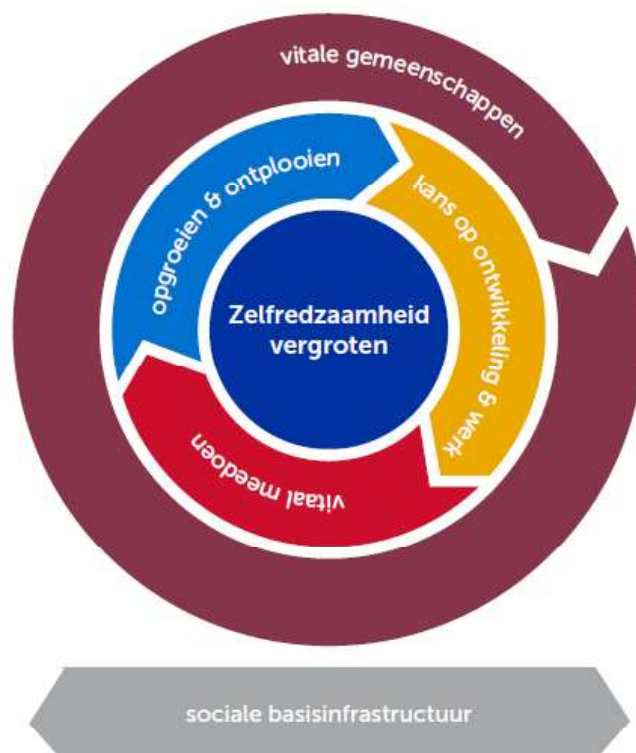 vitale gemeenschappen
opgroeien & ontplooien
kans op ontwikkeling & werk
Zelfredzaamheid
vergroten
vitaal meedoen
sociale basisinfrastructuur